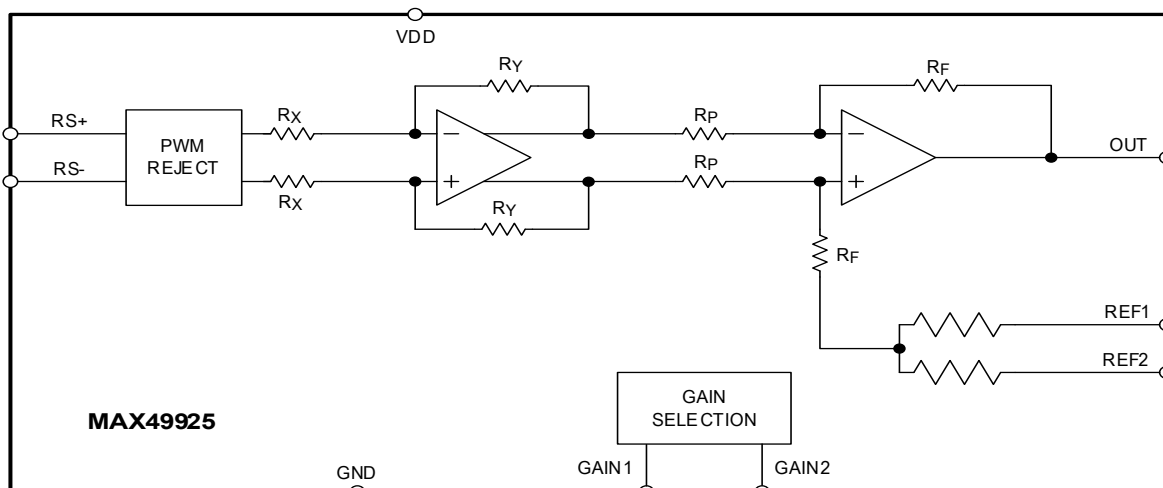 VDD
RY
RF
RS+
RX
RP
PWM
REJECT
OUT
RS-
RP
RX
RY
RF
REF1
REF2
GAIN
SELECTION
MAX49925
GAIN1
GAIN2
GND